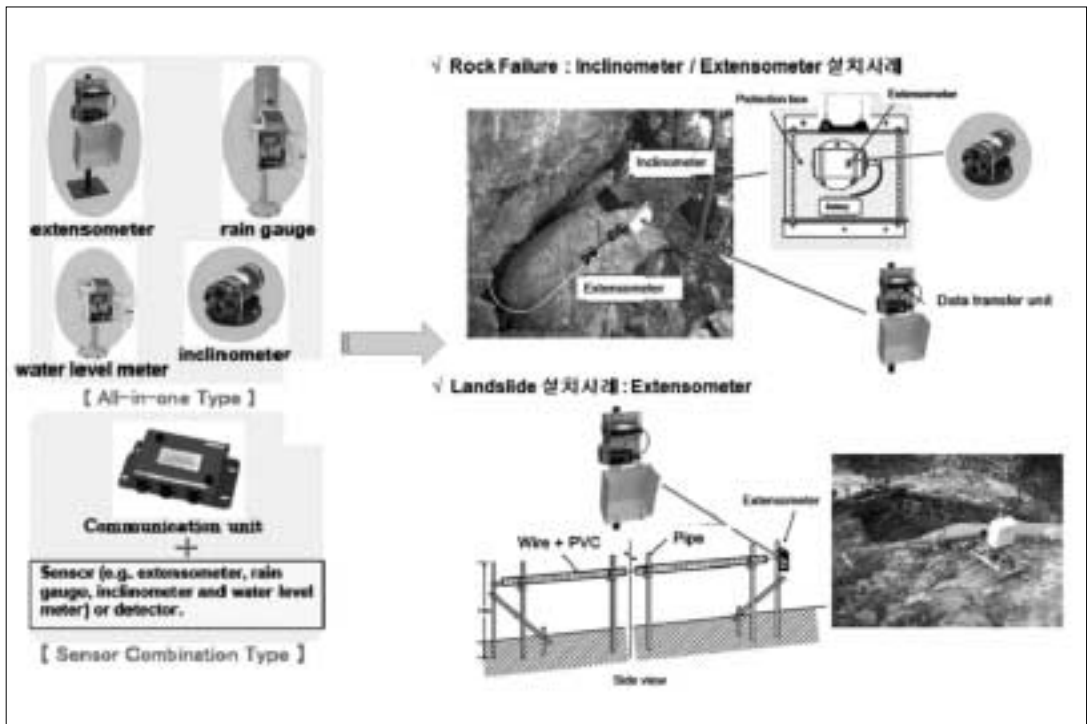 extensometer
rain gauge
water level meter
inclinometer
[ All-in-one Type ]
Communication unit
+
Sensor (e.g. extensometer, rain
gauge, inclinometer and water level
meter) or detector.
[ Sensor Combination Type ]
√ Rock Failure : Inclinometer / Extensometer 설치사례
Inclinometer
Extensometer
Protection box
Extensometer
Data transfer unit
√ Landslide 설치사례 : Extensometer
Extensometer
Wire + PVC
Pipe
Side view